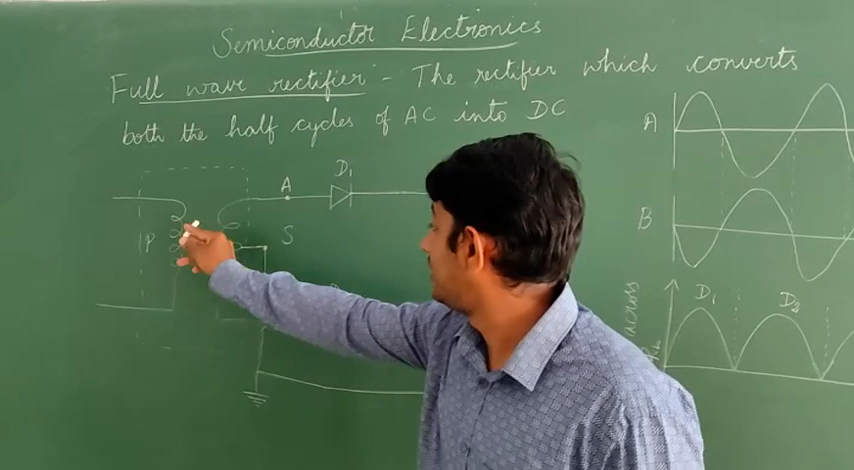 Semiconductor Electronics
Full wave rectifier - The rectifier which converts
both the half cycles of AC into DC
A
B
D1
A
P
S
D1
D2
across